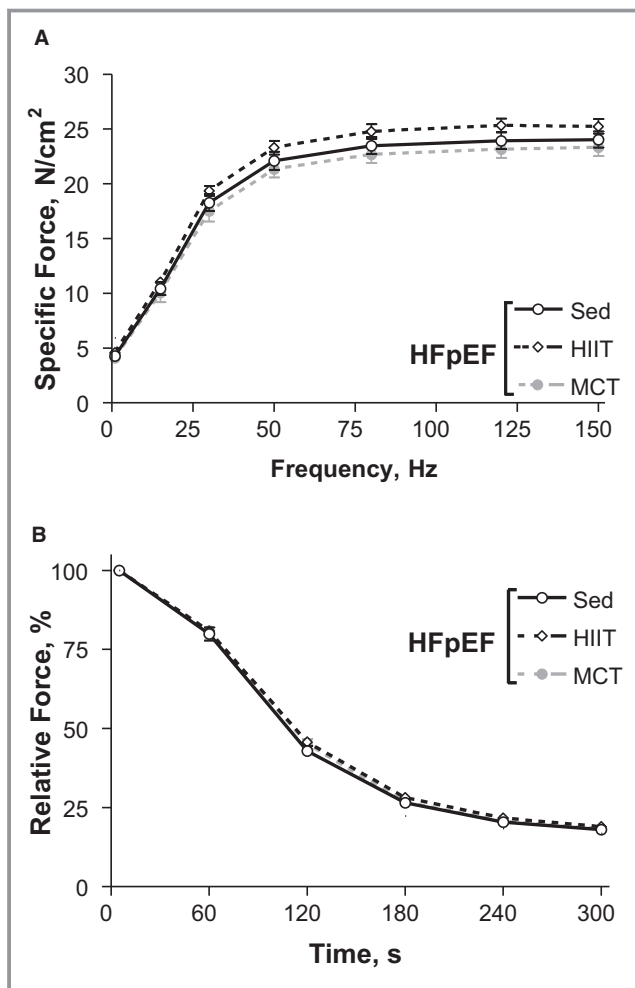 A
Specific Force, N/cm²
30
25
20
15
10
5
0
0 25 50 75 100 125 150
Frequency, Hz
HFpEF
Sed
HIIT
MCT
B
Relative Force, %
100
75
50
25
0
0 60 120 180 240 300
Time, s
HFpEF
Sed
HIIT
MCT